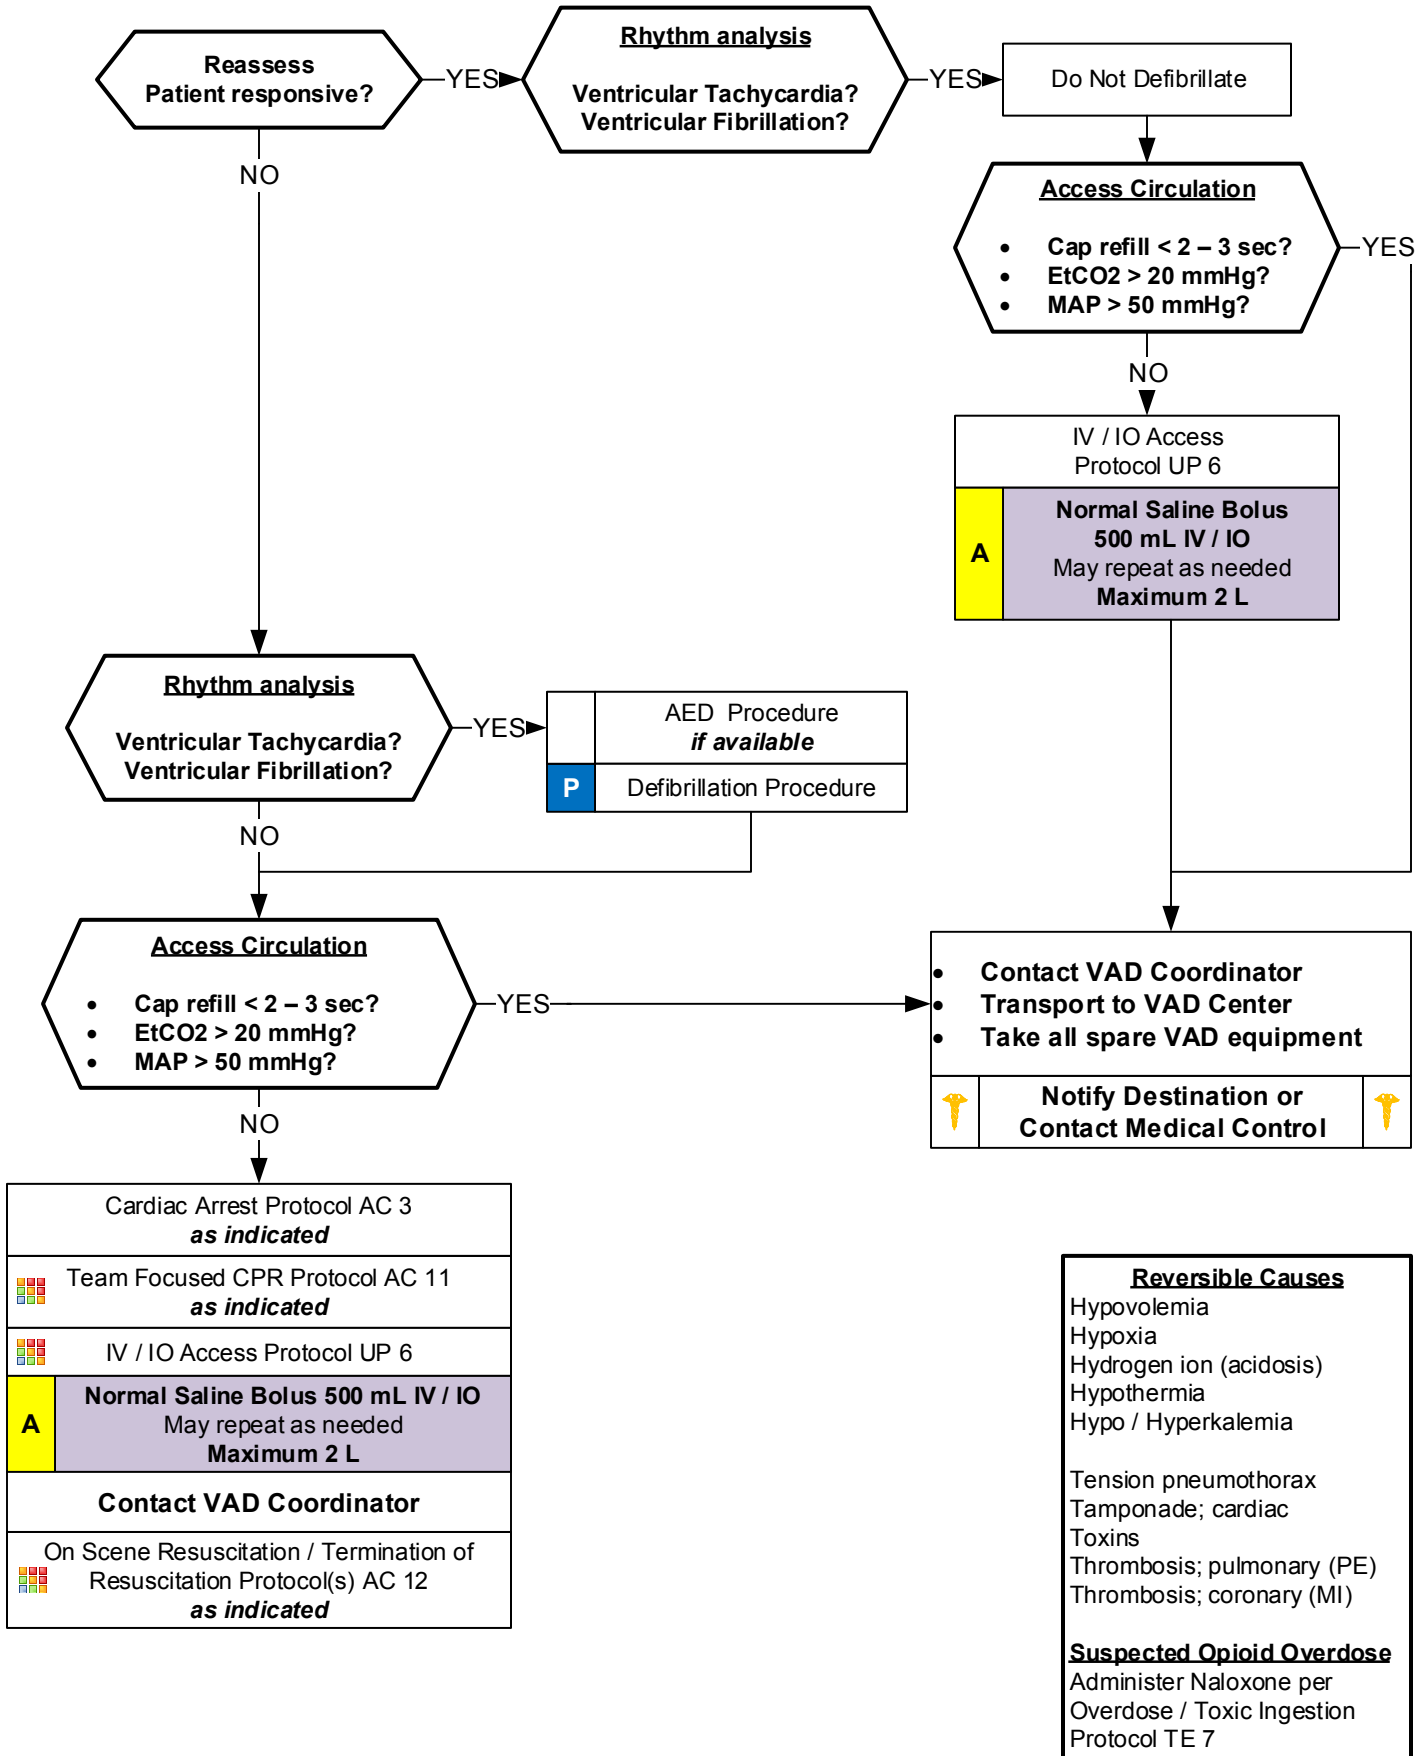 Reassess
Patient responsive?
YES
Rhythm analysis
Ventricular Tachycardia?
Ventricular Fibrillation?
YES
Do Not Defibrillate
NO
Access Circulation
• Cap refill < 2 – 3 sec?
• EtCO2 > 20 mmHg?
• MAP > 50 mmHg?
YES
NO
IV / IO Access
Protocol UP 6
A
Normal Saline Bolus
500 mL IV / IO
May repeat as needed
Maximum 2 L
Rhythm analysis
Ventricular Tachycardia?
Ventricular Fibrillation?
YES
AED Procedure
if available
P
Defibrillation Procedure
NO
Access Circulation
• Cap refill < 2 – 3 sec?
• EtCO2 > 20 mmHg?
• MAP > 50 mmHg?
YES
• Contact VAD Coordinator
• Transport to VAD Center
• Take all spare VAD equipment
Notify Destination or
Contact Medical Control
NO
Cardiac Arrest Protocol AC 3
as indicated
Team Focused CPR Protocol AC 11
as indicated
IV / IO Access Protocol UP 6
A
Normal Saline Bolus 500 mL IV / IO
May repeat as needed
Maximum 2 L
Contact VAD Coordinator
On Scene Resuscitation / Termination of
Resuscitation Protocol(s) AC 12
as indicated
Reversible Causes
Hypovolemia
Hypoxia
Hydrogen ion (acidosis)
Hypothermia
Hypo / Hyperkalemia
Tension pneumothorax
Tamponade; cardiac
Toxins
Thrombosis; pulmonary (PE)
Thrombosis; coronary (MI)
Suspected Opioid Overdose
Administer Naloxone per
Overdose / Toxic Ingestion
Protocol TE 7